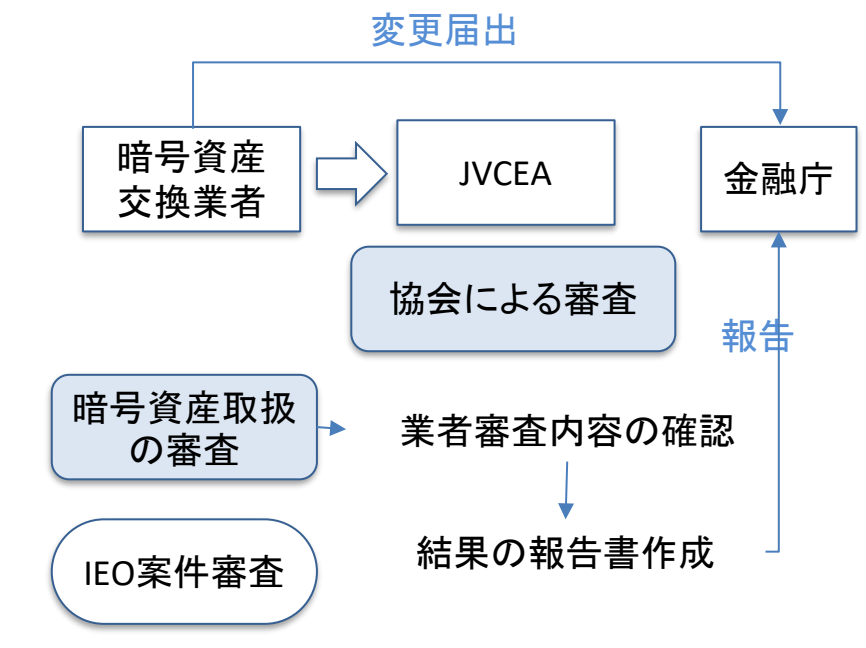 変更届出
暗号資産
交換業者
JVCEA
金融庁
協会による審査
報告
暗号資産取扱
の審査
業者審査内容の確認
結果の報告書作成
IEO案件審査